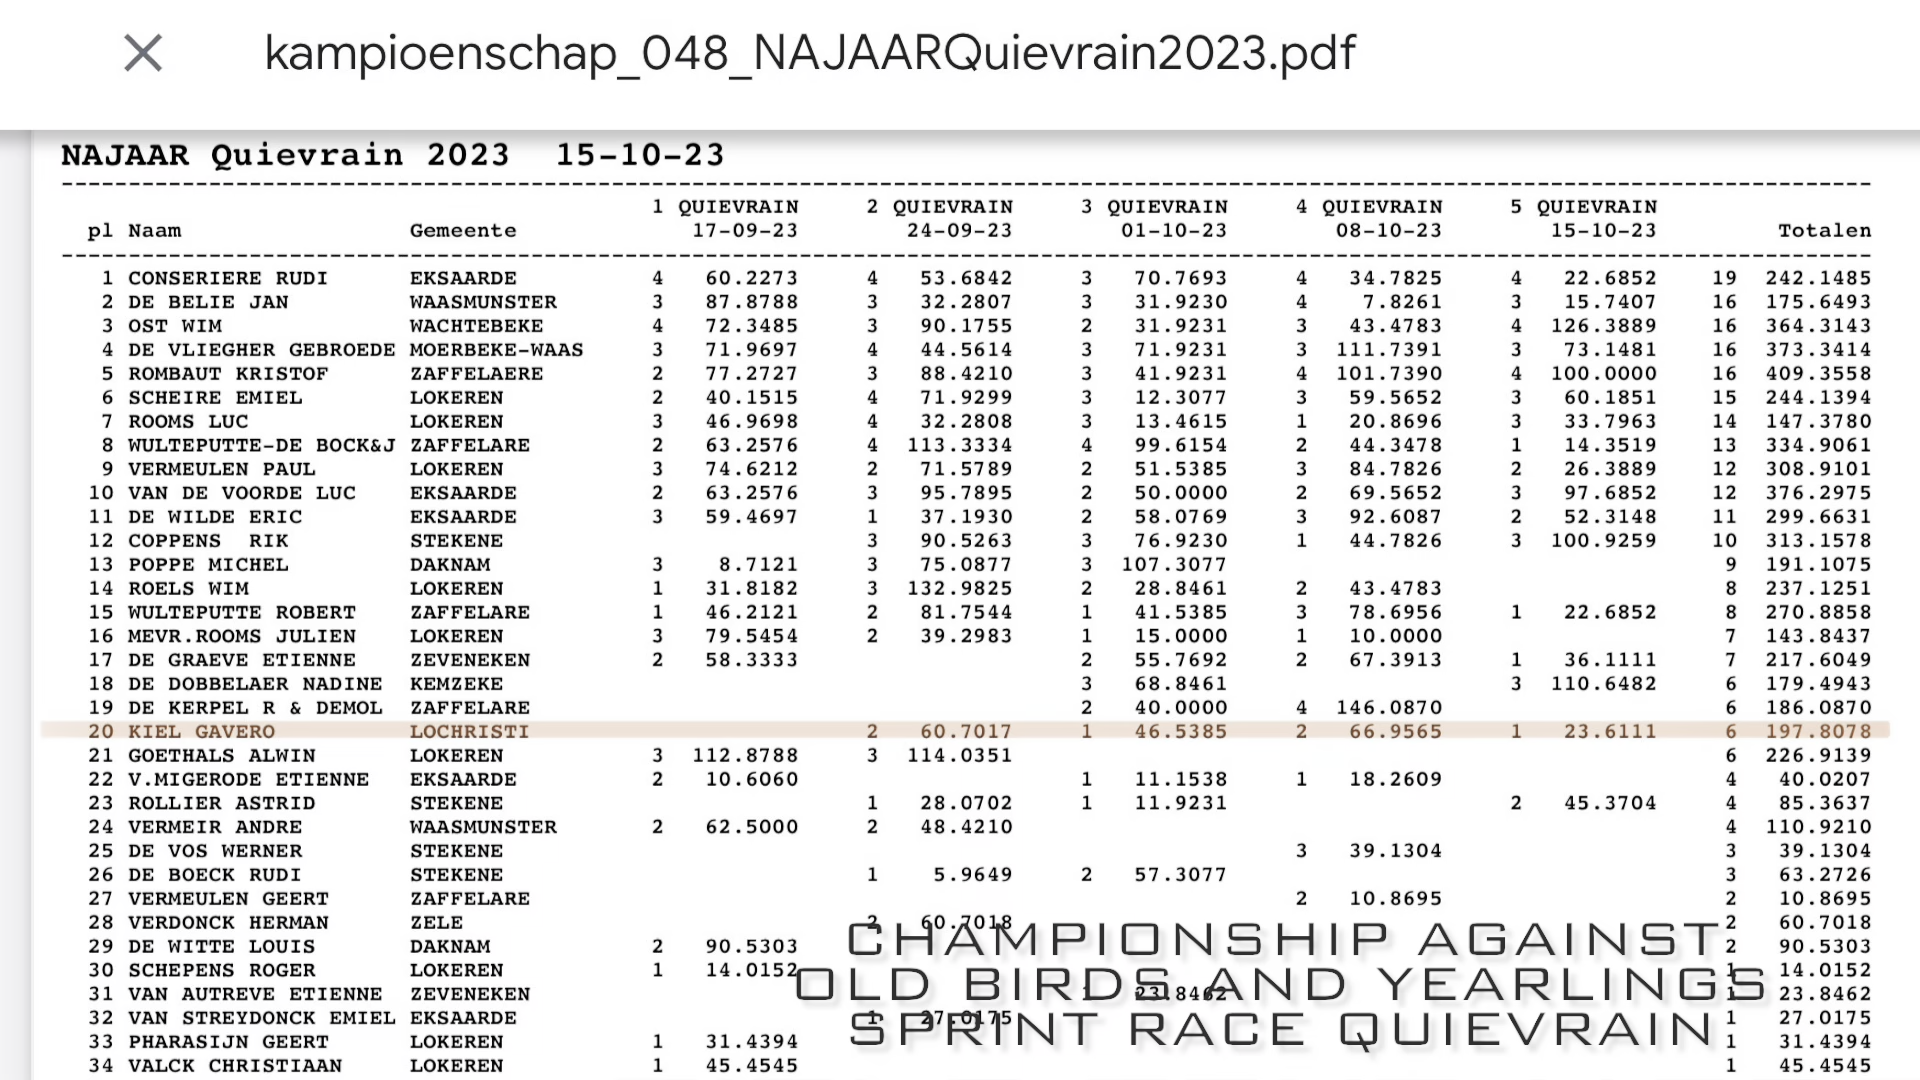 kampioenschap_048_NAJAARQuievrain2023.pdf
NAJAAR Quievrain 2023 15-10-23
1 QUIEVRAIN 2 QUIEVRAIN 3 QUIEVRAIN 4 QUIEVRAIN 5 QUIEVRAIN
pl Naam Gemeente 17-09-23 24-09-23 01-10-23 08-10-23 15-10-23 Totalen
1 CONSERIERE RUDI EKSAARDE 4 60.2273 4 53.6842 3 70.7693 4 34.7825 4 22.6852 19 242.1485
2 DE BELIE JAN WAASMUNSTER 3 87.8788 3 32.2807 3 31.9230 4 7.8261 3 15.7407 16 175.6493
3 OST WIM WACHTEBEKE 4 72.3485 3 90.1755 2 31.9231 3 43.4783 4 126.3889 16 364.3143
4 DE VLIEGHER GEBROEDE MOERBEKE-WAAS 3 71.9697 4 44.5614 3 71.9231 3 111.7391 3 73.1481 16 373.3414
5 ROMBAUT KRISTOF ZAFFELAERE 2 77.2727 3 88.4210 3 41.9231 4 101.7390 4 100.0000 16 409.3558
6 SCHEIRE EMIEL LOKEREN 2 40.1515 4 71.9299 3 12.3077 3 59.5652 3 60.1851 15 244.1394
7 ROOMS LUC LOKEREN 3 46.9698 4 32.2808 3 13.4615 1 20.8696 3 33.7963 14 147.3780
8 WULTEPUTTE-DE BOCK&J ZAFFELARE 2 63.2576 4 113.3334 4 99.6154 2 44.3478 1 14.3519 13 334.9061
9 VERMEULEN PAUL LOKEREN 3 74.6212 2 71.5789 2 51.5385 3 84.7826 2 26.3889 12 308.9101
10 VAN DE VOORDE LUC EKSAARDE 2 63.2576 3 95.7895 2 50.0000 2 69.5652 3 97.6852 12 376.2975
11 DE WILDE ERIC EKSAARDE 3 59.4697 1 37.1930 2 58.0769 3 92.6087 2 52.3148 11 299.6631
12 COPPENS RIK STEKENE 3 90.5263 3 76.9230 1 44.7826 3 100.9259 10 313.1578
13 POPPE MICHEL DAKNAM 3 8.7121 3 75.0877 3 107.3077 9 191.1075
14 ROELS WIM LOKEREN 1 31.8182 3 132.9825 2 28.8461 2 43.4783 8 237.1251
15 WULTEPUTTE ROBERT ZAFFELARE 1 46.2121 2 81.7544 1 41.5385 3 78.6956 1 22.6852 8 270.8858
16 MEVR.ROOMS JULIEN LOKEREN 3 79.5454 2 39.2983 1 15.0000 1 10.0000 7 143.8437
17 DE GRAEVE ETIENNE ZEVENEKEN 2 58.3333 2 55.7692 2 67.3913 1 36.1111 7 217.6049
18 DE DOBBELAER NADINE KEMZEKE 3 68.8461 3 110.6482 6 179.4943
19 DE KERPEL R & DEMOL ZAFFELARE 2 40.0000 4 146.0870 6 186.0870
20 KIEL GAVERO LOCHRISTI 2 60.7017 1 46.5385 2 66.9565 1 23.6111 6 197.8078
21 GOETHALS ALWIN LOKEREN 3 112.8788 3 114.0351 6 226.9139
22 V.MIGERODE ETIENNE EKSAARDE 2 10.6060 1 11.1538 1 18.2609 4 40.0207
23 ROLLIER ASTRID STEKENE 1 28.0702 1 11.9231 2 45.3704 4 85.3637
24 VERMEIR ANDRE WAASMUNSTER 2 62.5000 2 48.4210 4 110.9210
25 DE VOS WERNER STEKENE 3 39.1304 3 39.1304
26 DE BOECK RUDI STEKENE 1 5.9649 2 57.3077 3 63.2726
27 VERMEULEN GEERT ZAFFELARE 2 10.8695 2 10.8695
28 VERDONCK HERMAN ZELE 2 60.7018 2 60.7018
29 DE WITTE LOUIS DAKNAM 2 90.5303 2 90.5303
30 SCHEPENS ROGER LOKEREN 1 14.0152 1 14.0152
31 VAN AUTREVE ETIENNE ZEVENEKEN 1 23.8462 1 23.8462
32 VAN STREYDONCK EMIEL EKSAARDE 1 27.0175 1 27.0175
33 PHARASIJN GEERT LOKEREN 1 31.4394 1 31.4394
34 VALCK CHRISTIAAN LOKEREN 1 45.4545 1 45.4545
CHAMPIONSHIP AGAINST
OLD BIRDS AND YEARLINGS
SPRINT RACE QUIEVRAIN